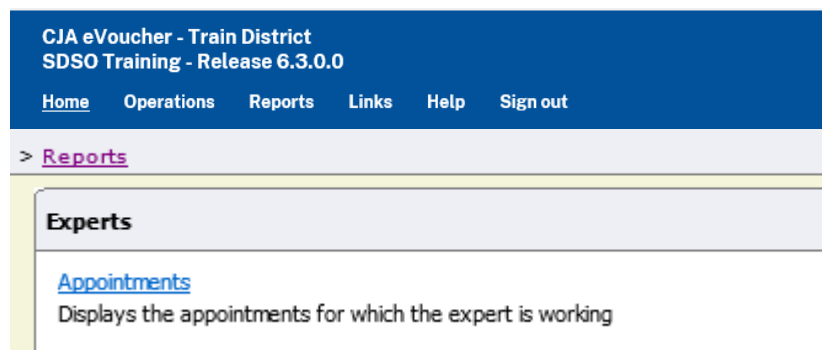 CJA eVoucher - Train District
SDSO Training - Release 6.3.0.0
Home Operations Reports Links Help Sign out
> Reports
Experts
Appointments
Displays the appointments for which the expert is working